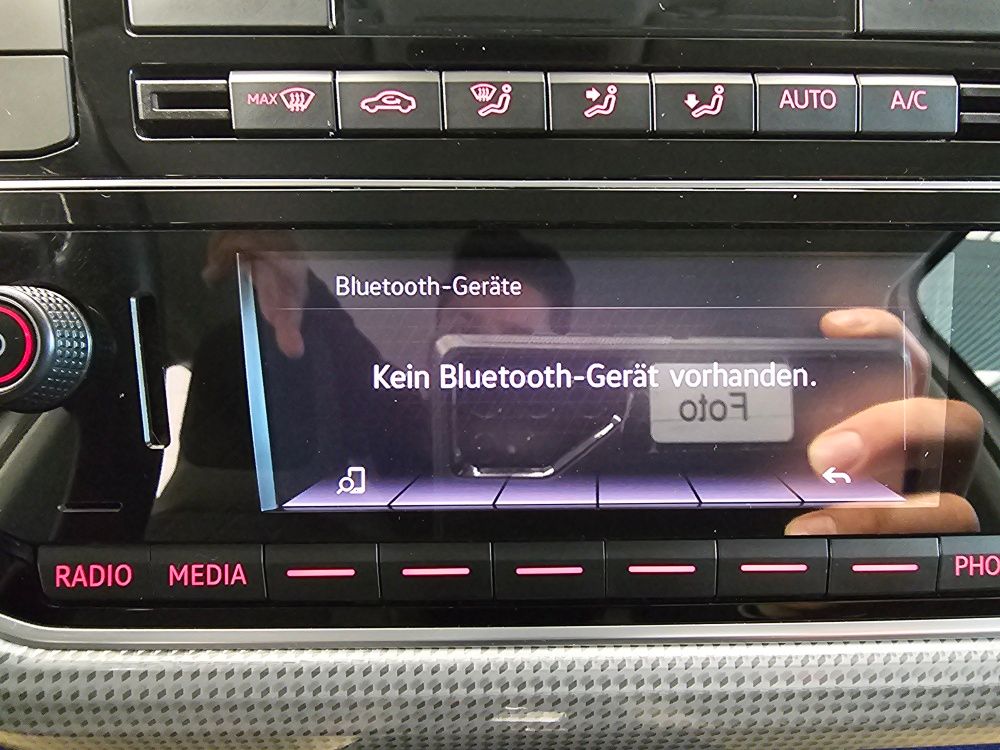 MAX
AUTO
A/C
Bluetooth-Geräte
Kein Bluetooth-Gerät vorhanden.
Foto
RADIO
MEDIA
PHO